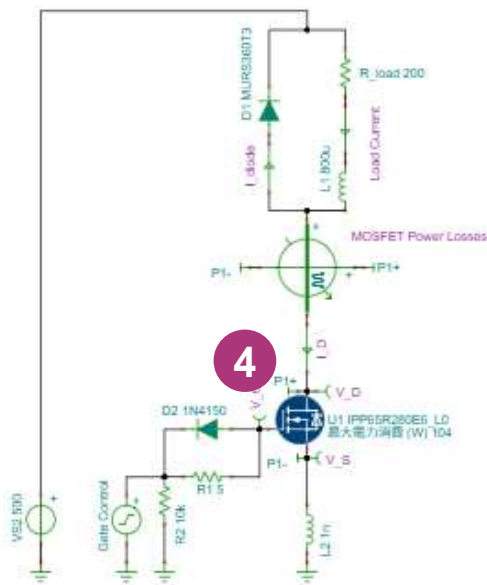 D1 MURS360T3
R_load 200
I_diode
L1 800u
Load Current
MOSFET Power Losses
P1-
P1+
I_D
4
P1+
V_D
D2 1N4150
U1 IPP65R280E6_L0
最大電力消費 (W) 104
P1-
V_S
R1 5
VS2 500
Gate Control
R2 10k
L2 1n